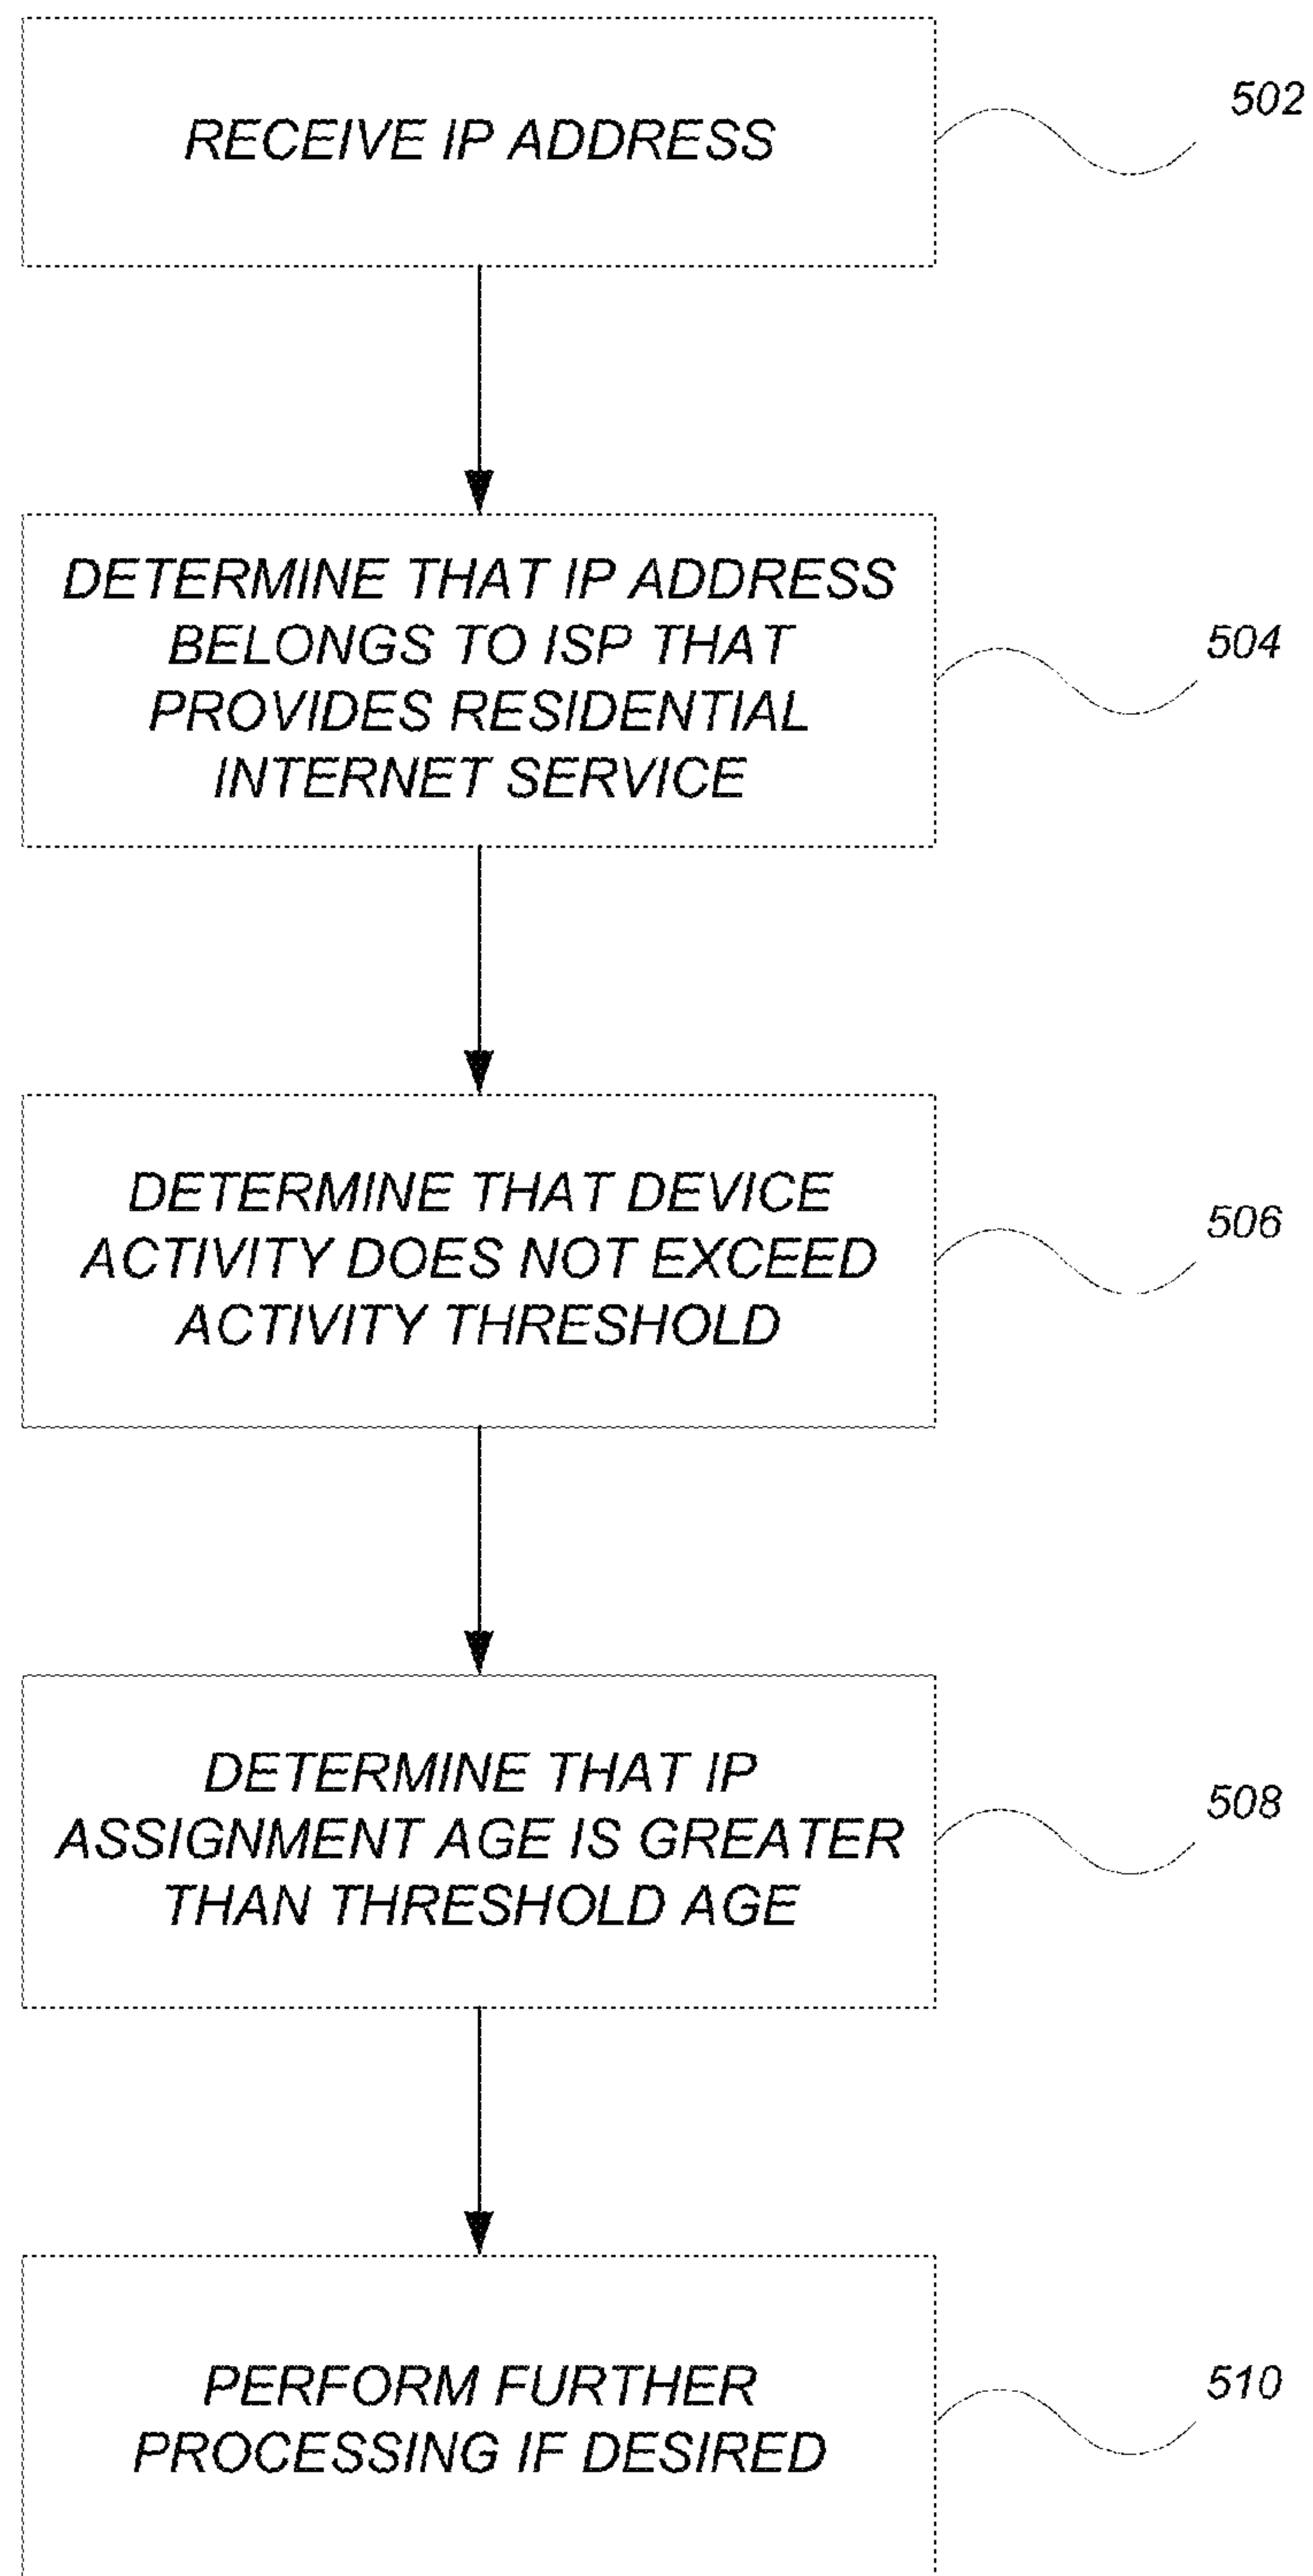 RECEIVE IP ADDRESS
502
DETERMINE THAT IP ADDRESS
BELONGS TO ISP THAT
PROVIDES RESIDENTIAL
INTERNET SERVICE
504
DETERMINE THAT DEVICE
ACTIVITY DOES NOT EXCEED
ACTIVITY THRESHOLD
506
DETERMINE THAT IP
ASSIGNMENT AGE IS GREATER
THAN THRESHOLD AGE
508
PERFORM FURTHER
PROCESSING IF DESIRED
510